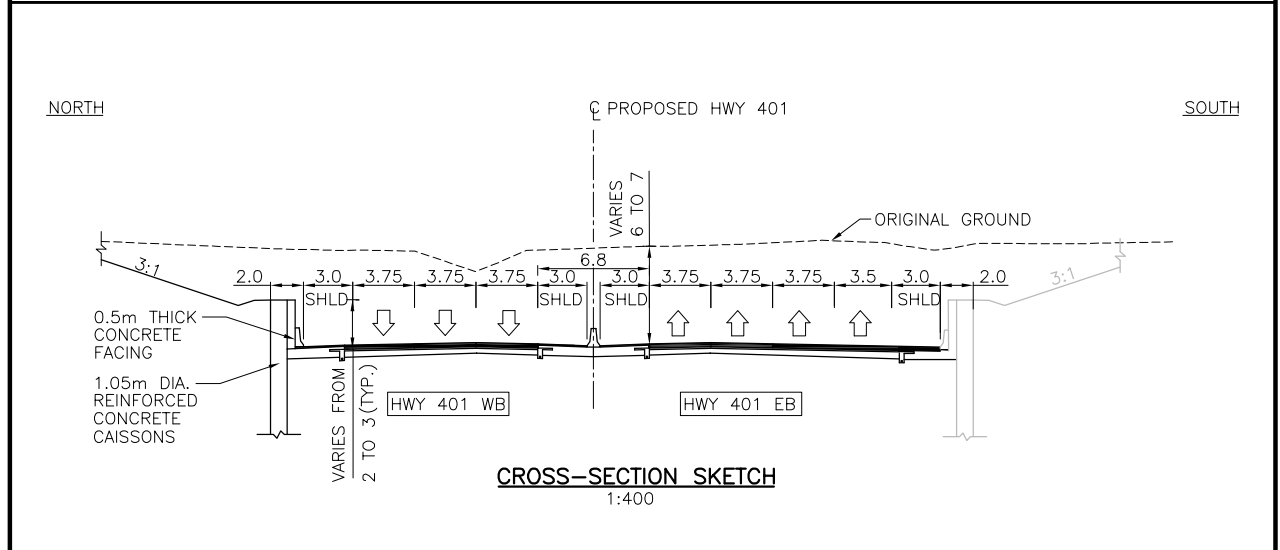 NORTH
℄ PROPOSED HWY 401
SOUTH
VARIES
6 TO 7
ORIGINAL GROUND
3:1
6.8
3:1
2.0
3.0
3.75
3.75
3.75
3.0
3.0
3.75
3.75
3.75
3.5
3.0
2.0
SHLD
SHLD
SHLD
SHLD
0.5m THICK
CONCRETE
FACING
1.05m DIA.
REINFORCED
CONCRETE
CAISSONS
VARIES FROM
2 TO 3(TYP.)
HWY 401 WB
HWY 401 EB
CROSS–SECTION SKETCH
1:400